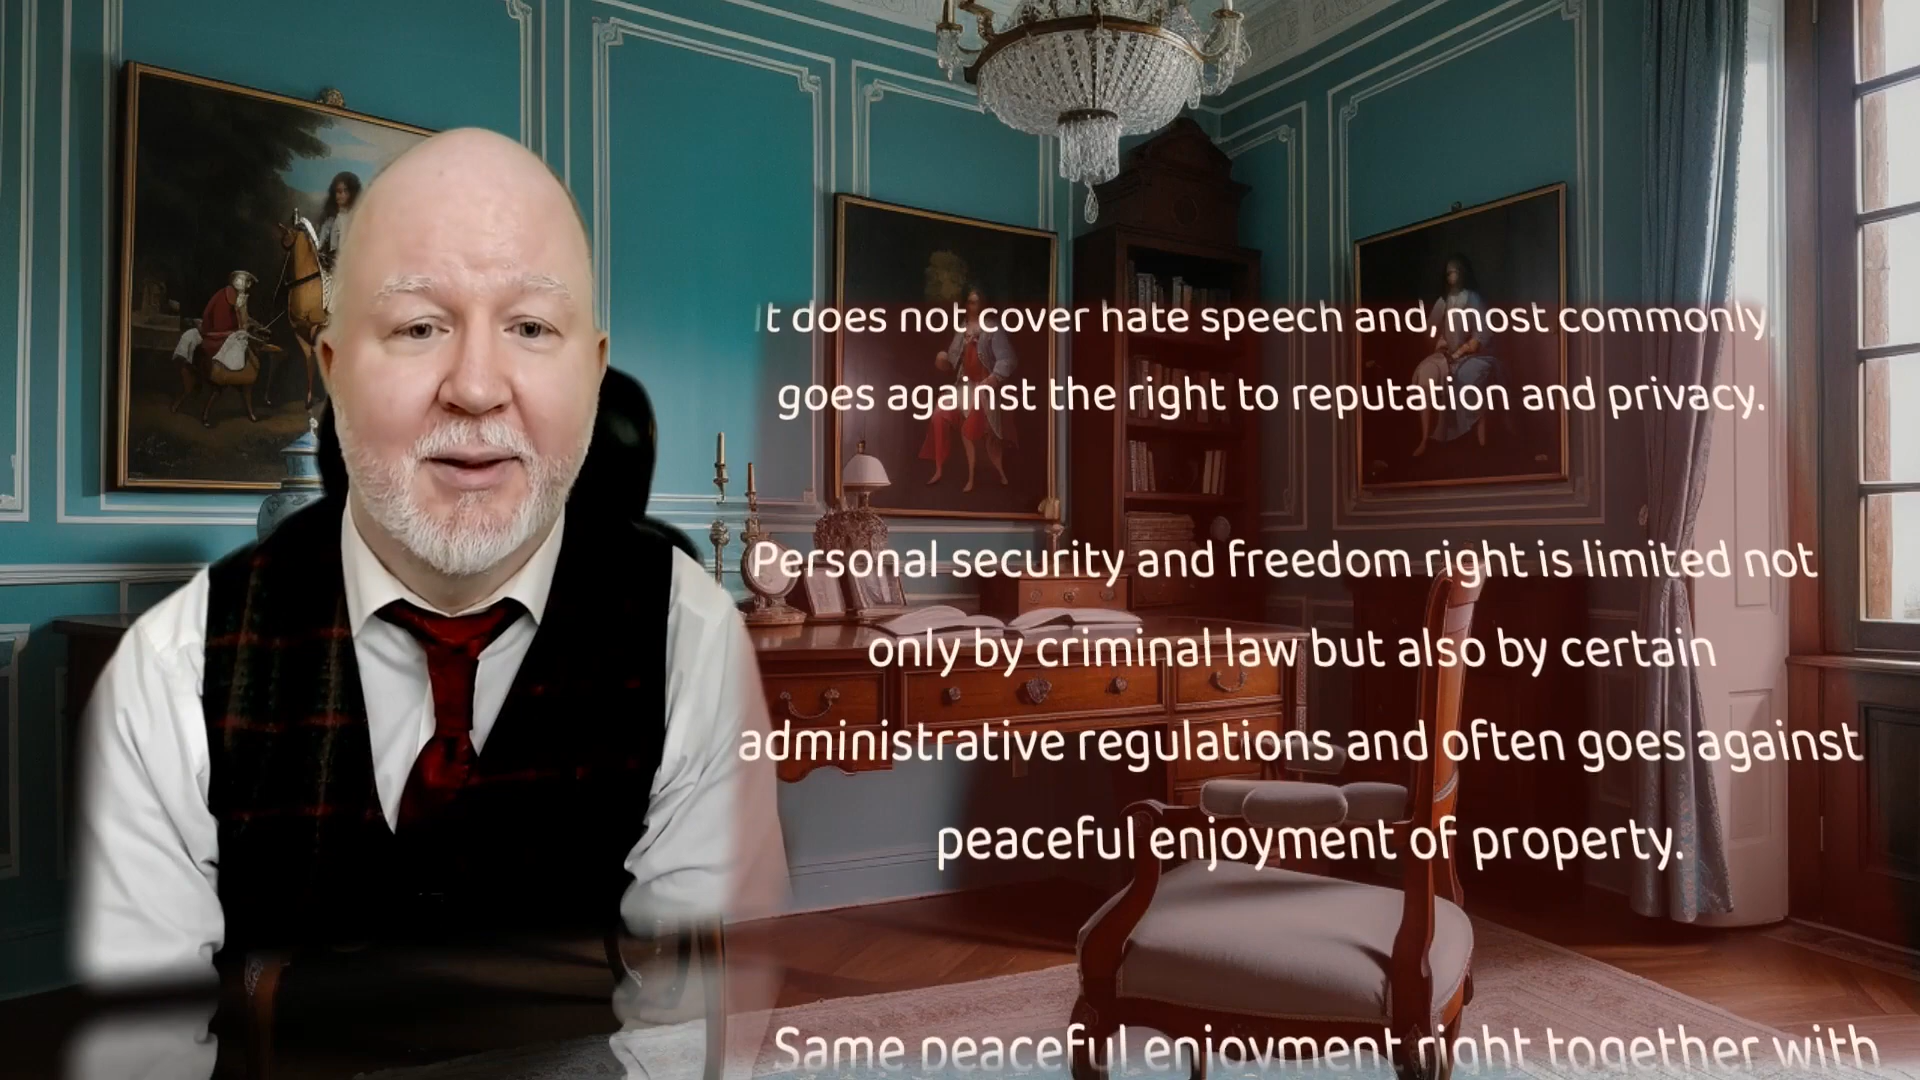 It does not cover hate speech and, most commonly
goes against the right to reputation and privacy.
Personal security and freedom right is limited not
only by criminal law but also by certain
administrative regulations and often goes against
peaceful enjoyment of property.
Same peaceful enjoyment right together with